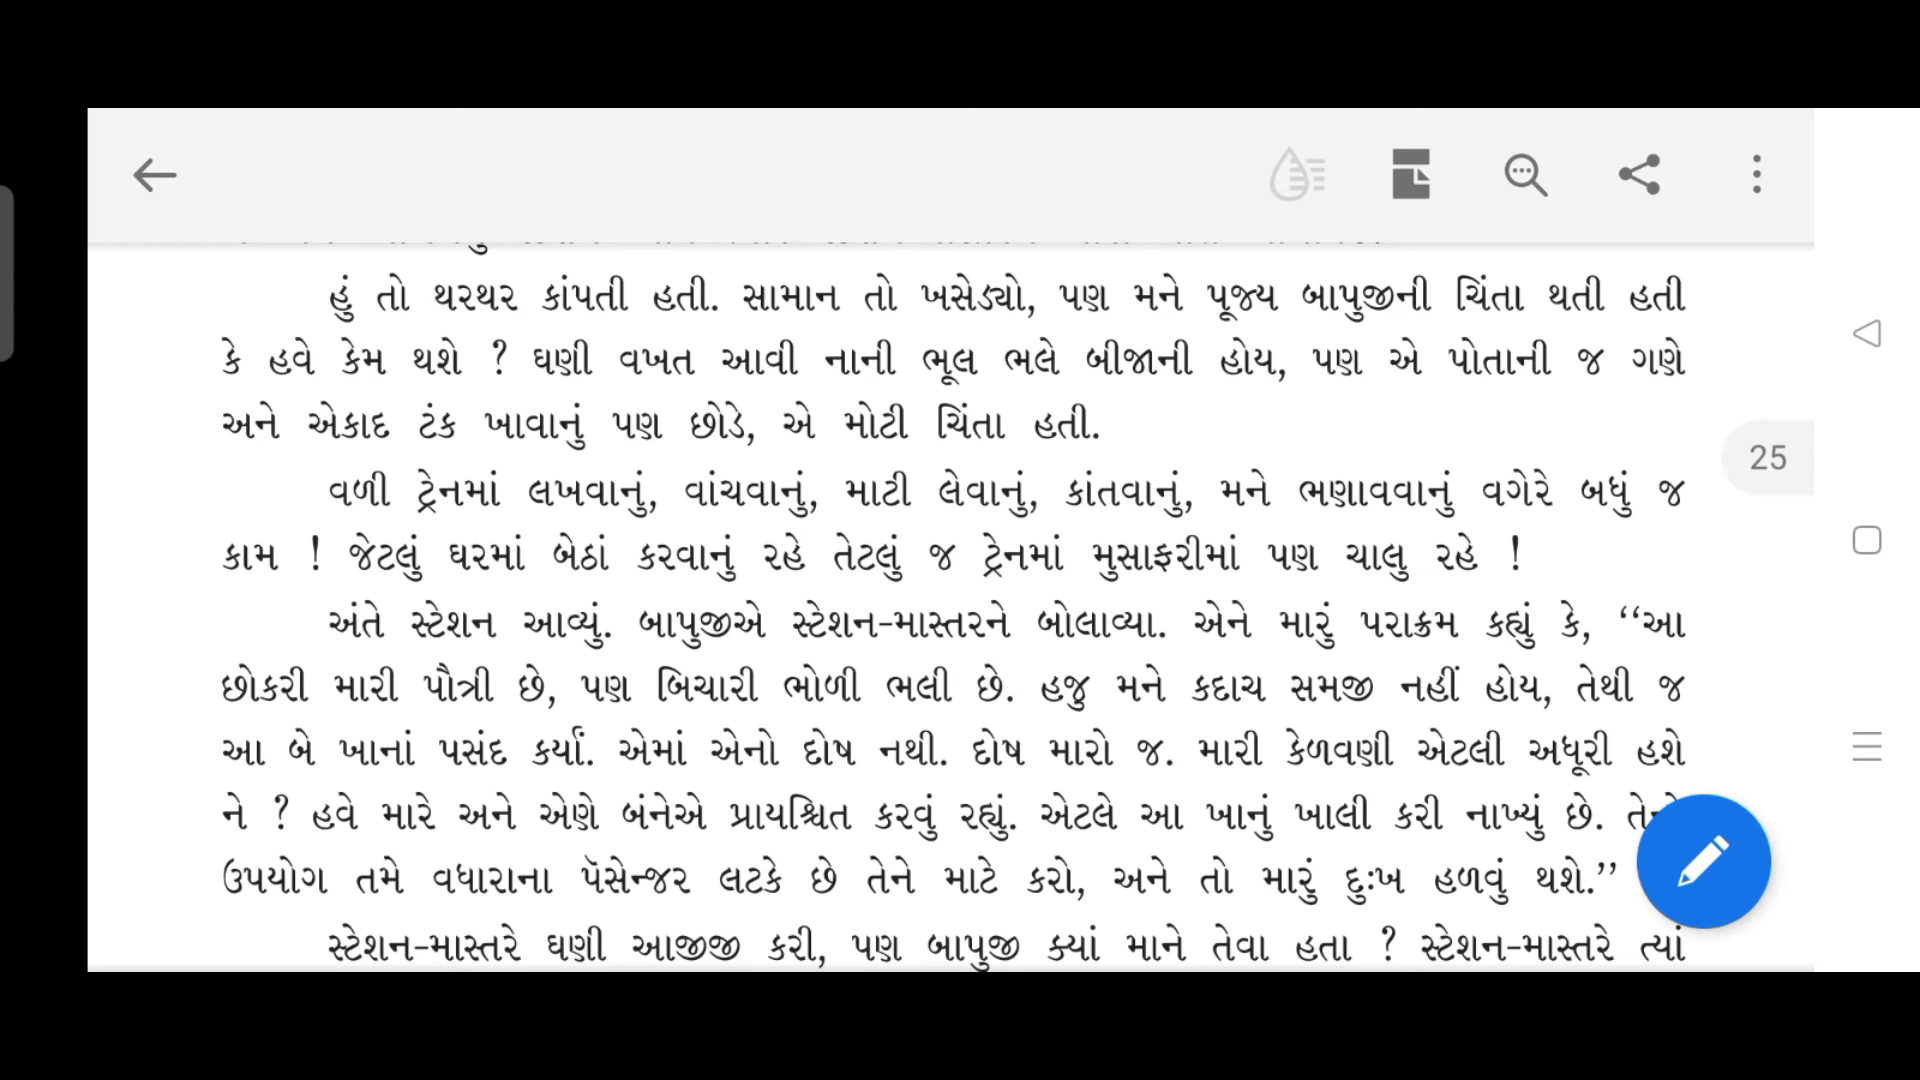 હું તો થરથર કાંપતી હતી. સામાન તો ખસેડ્યો, પણ મને પૂજ્ય બાપુજીની ચિંતા થતી હતી
કે હવે કેમ થશે ? ઘણી વખત આવી નાની ભૂલ ભલે બીજાની હોય, પણ એ પોતાની જ ગણે
અને એકાદ ટંક ખાવાનું પણ છોડે, એ મોટી ચિંતા હતી.
25
વળી ટ્રેનમાં લખવાનું, વાંચવાનું, માટી લેવાનું, કાંતવાનું, મને ભણાવવાનું વગેરે બધું જ
કામ ! જેટલું ઘરમાં બેઠાં કરવાનું રહે તેટલું જ ટ્રેનમાં મુસાફરીમાં પણ ચાલુ રહે !
અંતે સ્ટેશન આવ્યું. બાપુજીએ સ્ટેશન-માસ્તરને બોલાવ્યા. એને મારું પરાક્રમ કહ્યું કે, ‘‘આ
છોકરી મારી પૌત્રી છે, પણ બિચારી ભોળી ભલી છે. હજુ મને કદાચ સમજી નહીં હોય, તેથી જ
આ બે ખાનાં પસંદ કર્યાં. એમાં એનો દોષ નથી. દોષ મારો જ. મારી કેળવણી એટલી અધૂરી હશે
ને ? હવે મારે અને એણે બંનેએ પ્રાયશ્ચિત કરવું રહ્યું. એટલે આ ખાનું ખાલી કરી નાખ્યું છે.
ઉપયોગ તમે વધારાના પૅસેન્જર લટકે છે તેને માટે કરો, અને તો મારું દુઃખ હળવું થશે.’’
સ્ટેશન-માસ્તરે ઘણી આજીજી કરી, પણ બાપુજી ક્યાં માને તેવા હતા ? સ્ટેશન-માસ્તરે ત્યાં